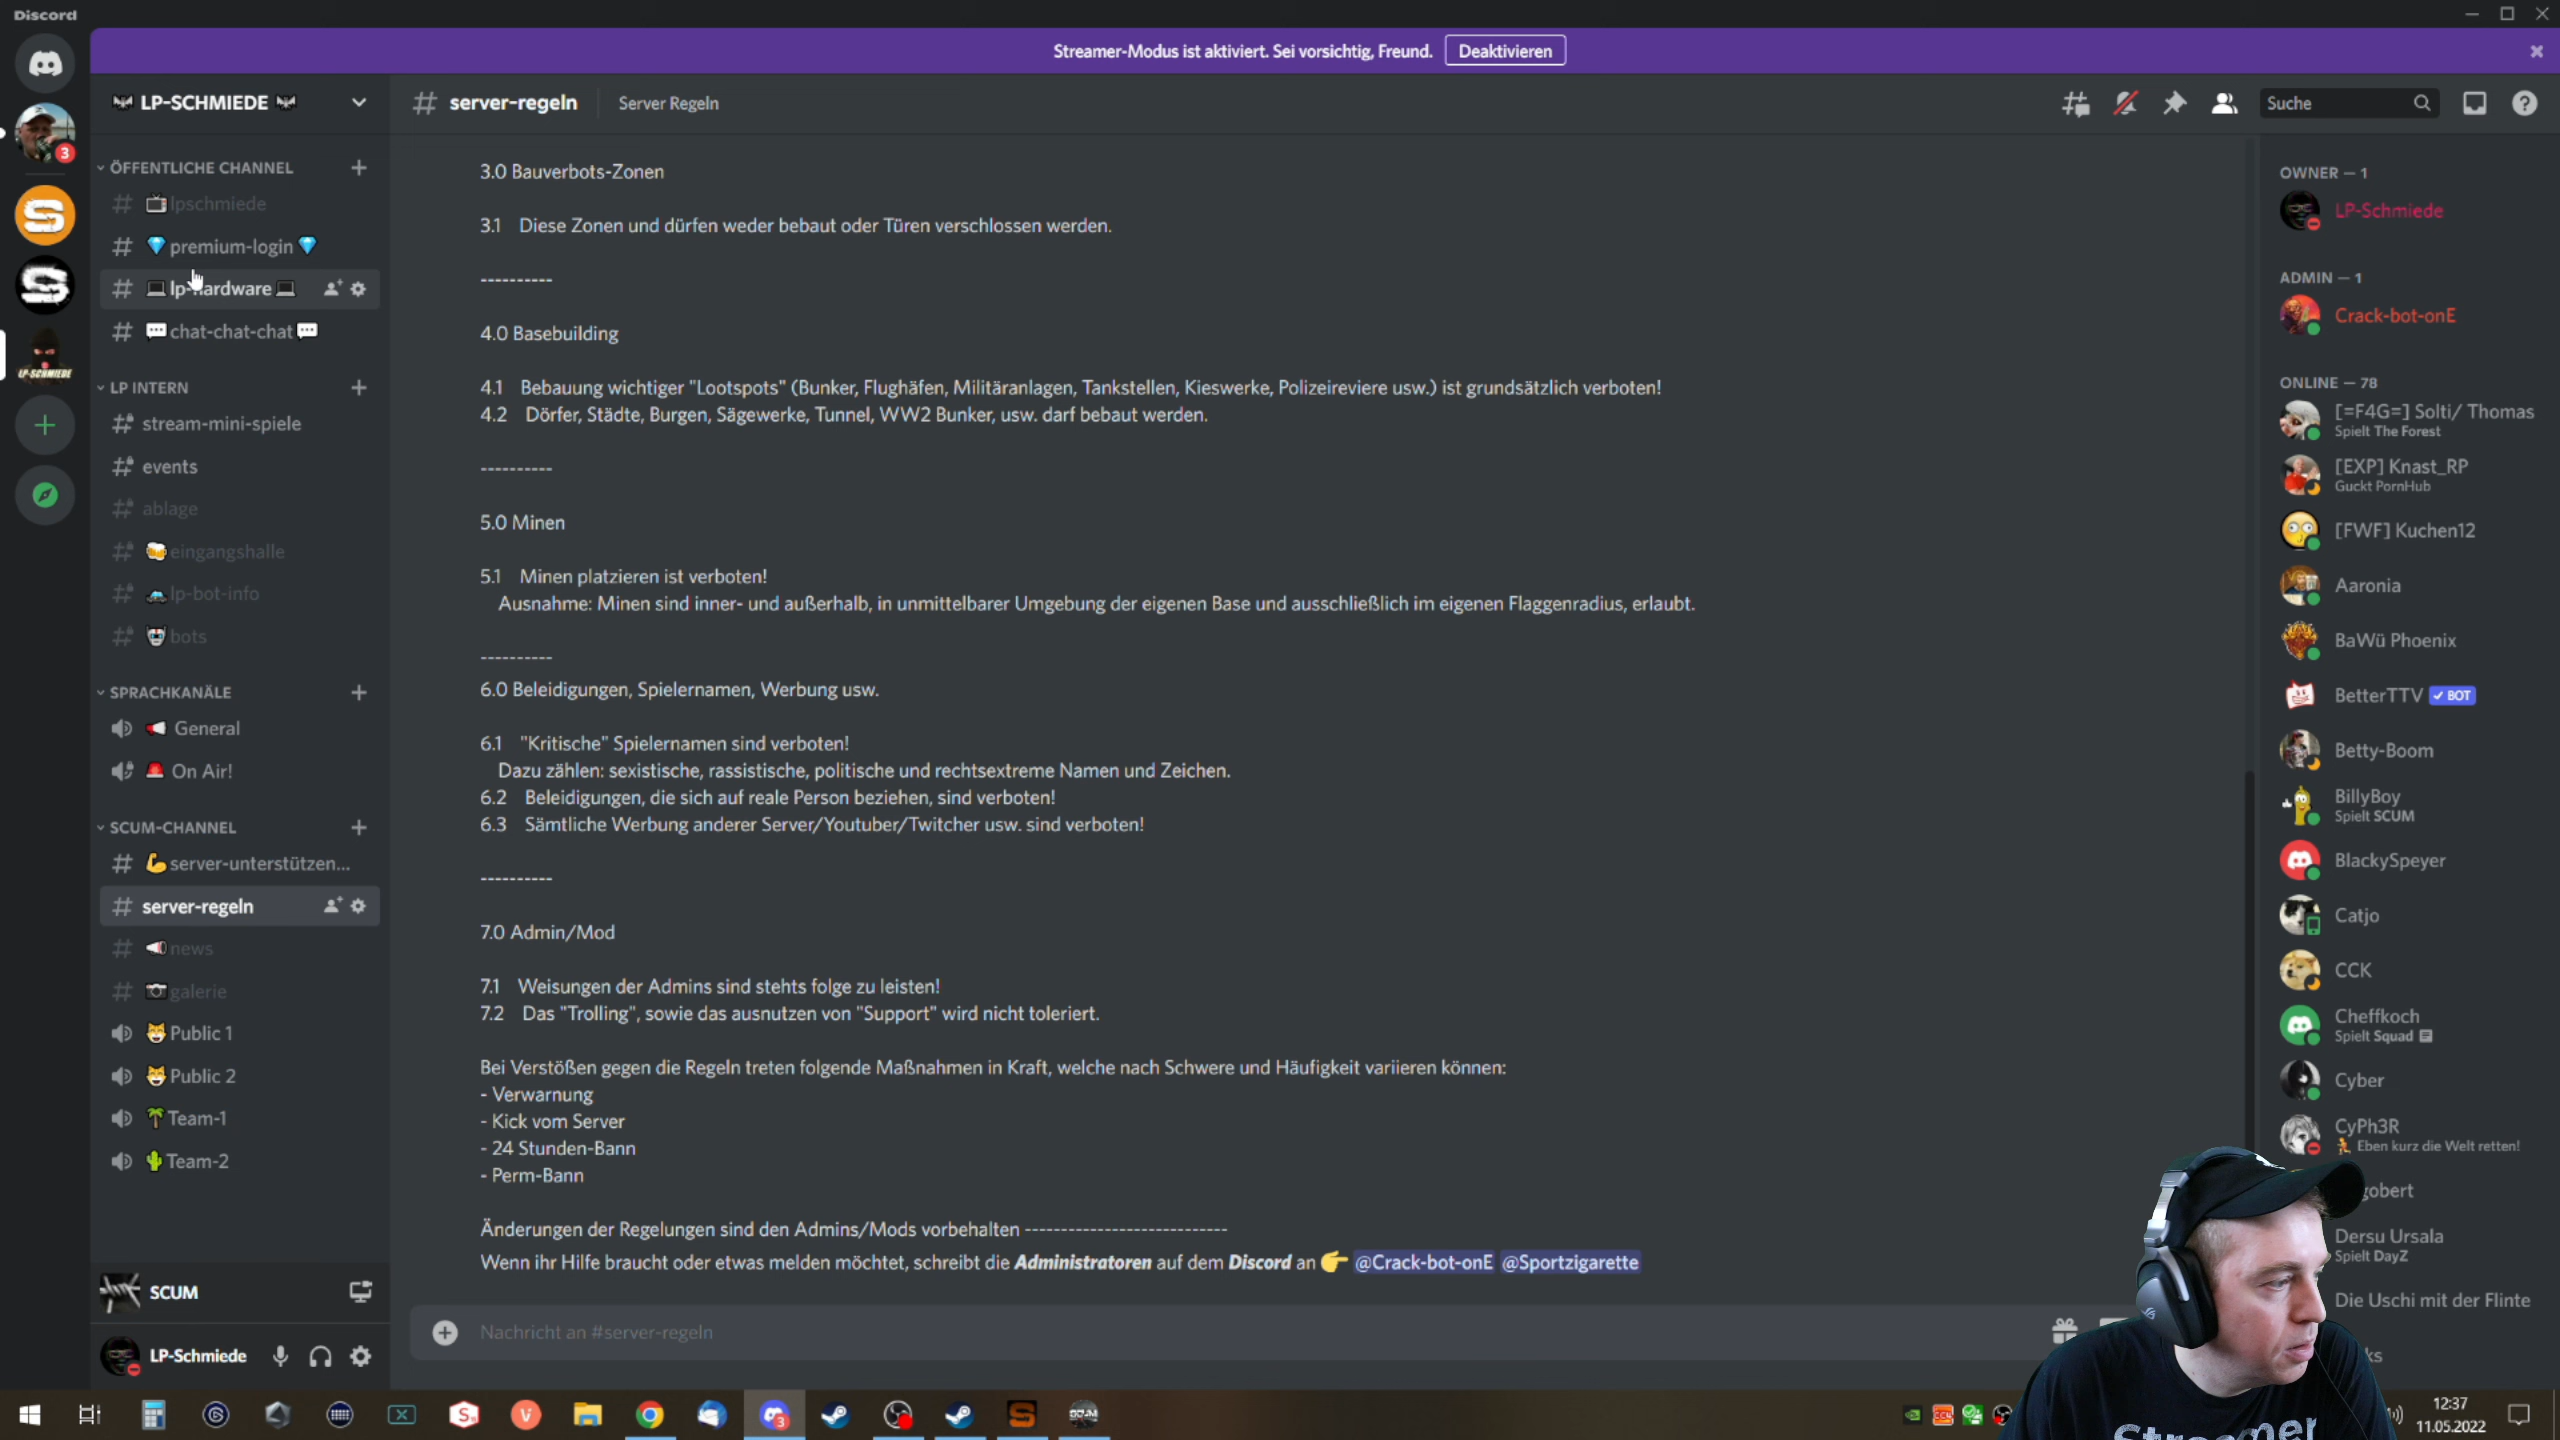 Discord
Streamer-Modus ist aktiviert. Sei vorsichtig, Freund.
Deaktivieren
LP-SCHMIEDE
server-regeln
Server Regeln
Suche
ÖFFENTLICHE CHANNEL
lpschmiede
premium-login
lp-hardware
chat-chat-chat
LP INTERN
stream-mini-spiele
events
ablage
eingangshalle
lp-bot-info
bots
SPRACHKANÄLE
General
On Air!
SCUM-CHANNEL
server-unterstützen...
server-regeln
news
galerie
Public 1
Public 2
Team-1
Team-2
SCUM
LP-Schmiede
3
LP-SCHMIEDE
3.0 Bauverbots-Zonen
3.1 Diese Zonen und dürfen weder bebaut oder Türen verschlossen werden.
----------
4.0 Basebuilding
4.1 Bebauung wichtiger "Lootspots" (Bunker, Flughäfen, Militäranlagen, Tankstellen, Kieswerke, Polizeireviere usw.) ist grundsätzlich verboten!
4.2 Dörfer, Städte, Burgen, Sägewerke, Tunnel, WW2 Bunker, usw. darf bebaut werden.
----------
5.0 Minen
5.1 Minen platzieren ist verboten!
Ausnahme: Minen sind inner- und außerhalb, in unmittelbarer Umgebung der eigenen Base und ausschließlich im eigenen Flaggenradius, erlaubt.
----------
6.0 Beleidigungen, Spielernamen, Werbung usw.
6.1 "Kritische" Spielernamen sind verboten!
Dazu zählen: sexistische, rassistische, politische und rechtsextreme Namen und Zeichen.
6.2 Beleidigungen, die sich auf reale Person beziehen, sind verboten!
6.3 Sämtliche Werbung anderer Server/Youtuber/Twitcher usw. sind verboten!
----------
7.0 Admin/Mod
7.1 Weisungen der Admins sind stehts folge zu leisten!
7.2 Das "Trolling", sowie das ausnutzen von "Support" wird nicht toleriert.
Bei Verstößen gegen die Regeln treten folgende Maßnahmen in Kraft, welche nach Schwere und Häufigkeit variieren können:
- Verwarnung
- Kick vom Server
- 24 Stunden-Bann
- Perm-Bann
Änderungen der Regelungen sind den Admins/Mods vorbehalten ----------------------------
Wenn ihr Hilfe braucht oder etwas melden möchtet, schreibt die Administratoren auf dem Discord an 👉 @Crack-bot-onE @Sportzigarette
Nachricht an #server-regeln
OWNER — 1
LP-Schmiede
ADMIN — 1
Crack-bot-onE
ONLINE — 78
[=F4G=] Solti/ Thomas
Spielt The Forest
[EXP] Knast_RP
Guckt PornHub
[FWF] Kuchen12
Aaronia
BaWü Phoenix
BetterTTV ✓ BOT
Betty-Boom
BillyBoy
Spielt SCUM
BlackySpeyer
Catjo
CCK
Cheffkoch
Spielt Squad
Cyber
CyPh3R
Eben kurz die Welt retten!
gobert
Dersu Ursala
Spielt DayZ
Die Uschi mit der Flinte
ks
12:37
11.05.2022